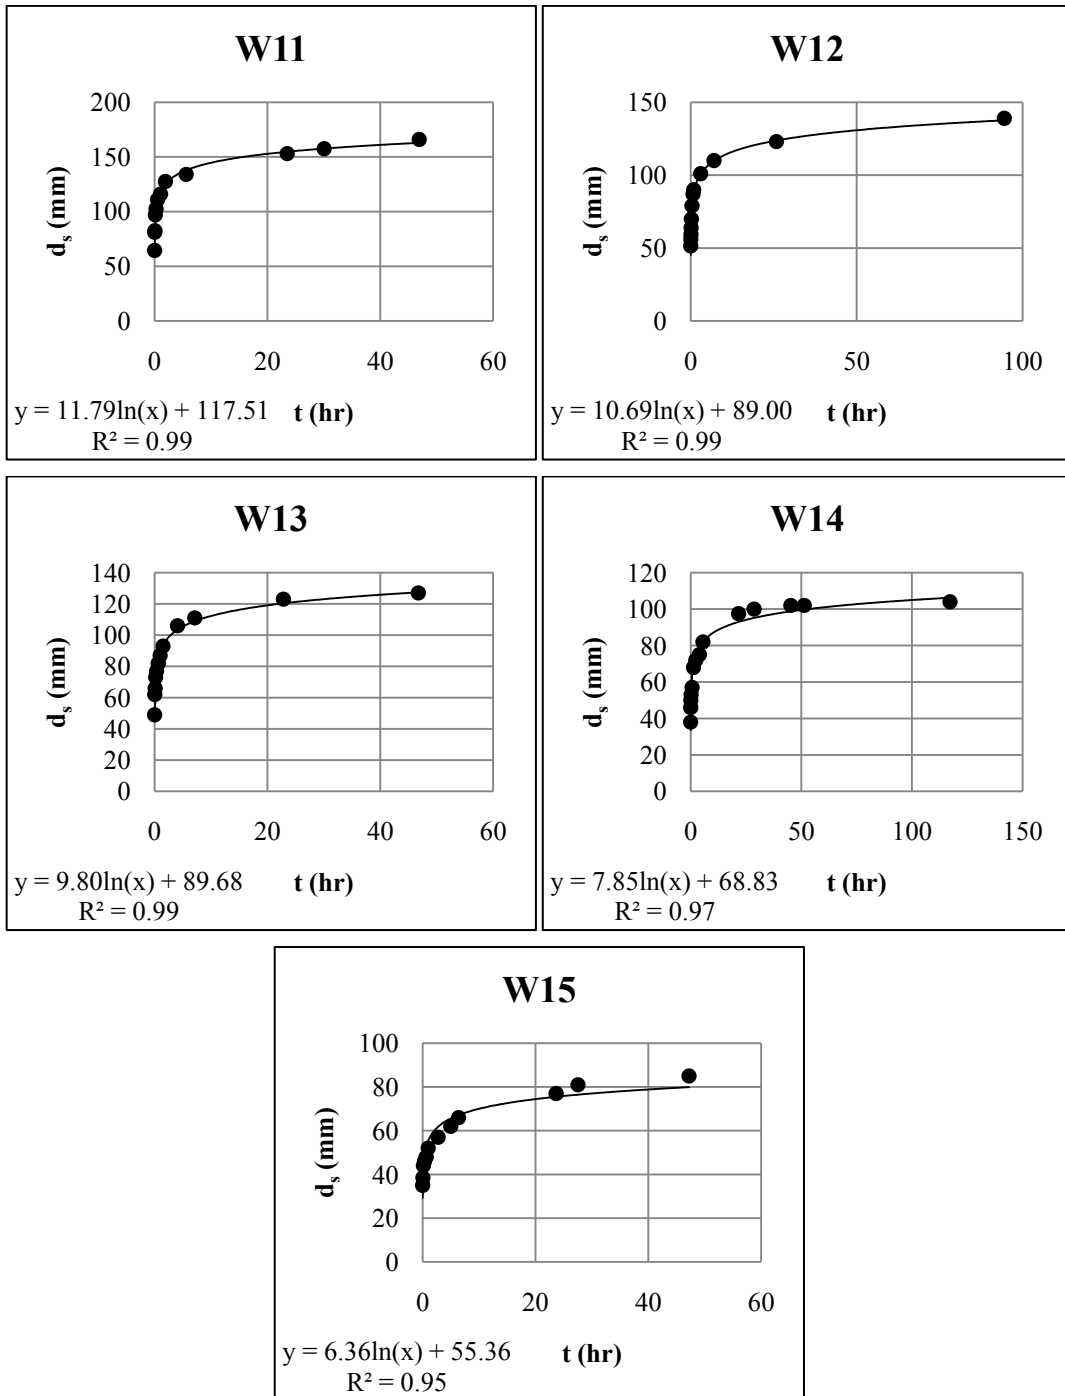 W11
200
150
100
50
0
d_s (mm)
0 20 40 60
y = 11.79ln(x) + 117.51 t (hr)
R² = 0.99
W12
150
100
50
0
d_s (mm)
0 50 100
y = 10.69ln(x) + 89.00 t (hr)
R² = 0.99
W13
140
120
100
80
60
40
20
0
d_s (mm)
0 20 40 60
y = 9.80ln(x) + 89.68 t (hr)
R² = 0.99
W14
120
100
80
60
40
20
0
d_s (mm)
0 50 100 150
y = 7.85ln(x) + 68.83 t (hr)
R² = 0.97
W15
100
80
60
40
20
0
d_s (mm)
0 20 40 60
y = 6.36ln(x) + 55.36 t (hr)
R² = 0.95